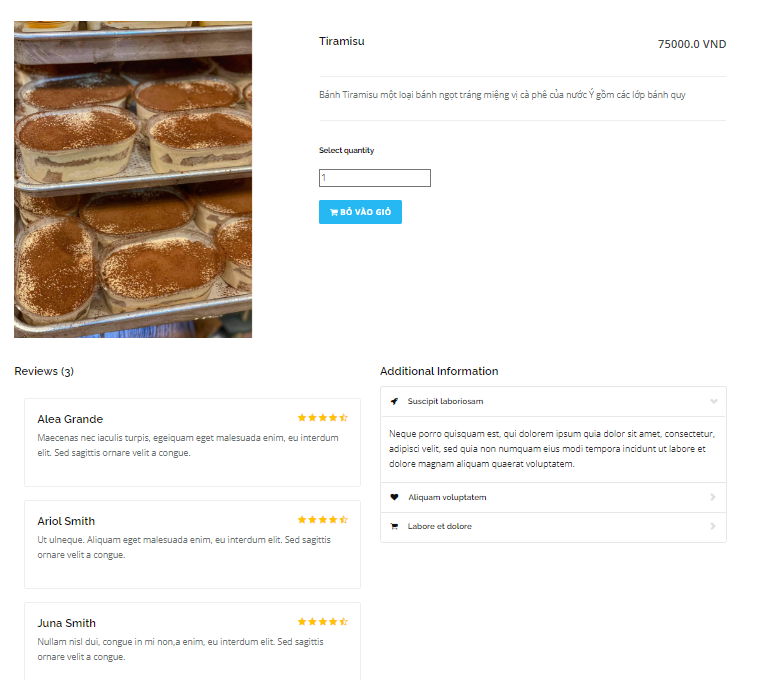 Tiramisu
75000.0 VND
Bánh Tiramisu một loại bánh ngọt tráng miệng vị cà phê của nước Ý gồm các lớp bánh quy
Select quantity
1
BỎ VÀO GIỎ
Reviews (3)
Alea Grande
Maecenas nec iaculis turpis, egeiquam eget malesuada enim, eu interdum
elit. Sed sagittis ornare velit a congue.
Ariol Smith
Ut ulneque. Aliquam eget malesuada enim, eu interdum elit. Sed sagittis
ornare velit a congue.
Juna Smith
Nullam nisl dui, congue in mi non,a enim, eu interdum elit. Sed sagittis
ornare velit a congue.
Additional Information
Suscipit laboriosam
Neque porro quisquam est, qui dolorem ipsum quia dolor sit amet, consectetur,
adipisci velit, sed quia non numquam eius modi tempora incidunt ut labore et
dolore magnam aliquam quaerat voluptatem.
Aliquam voluptatem
Labore et dolore